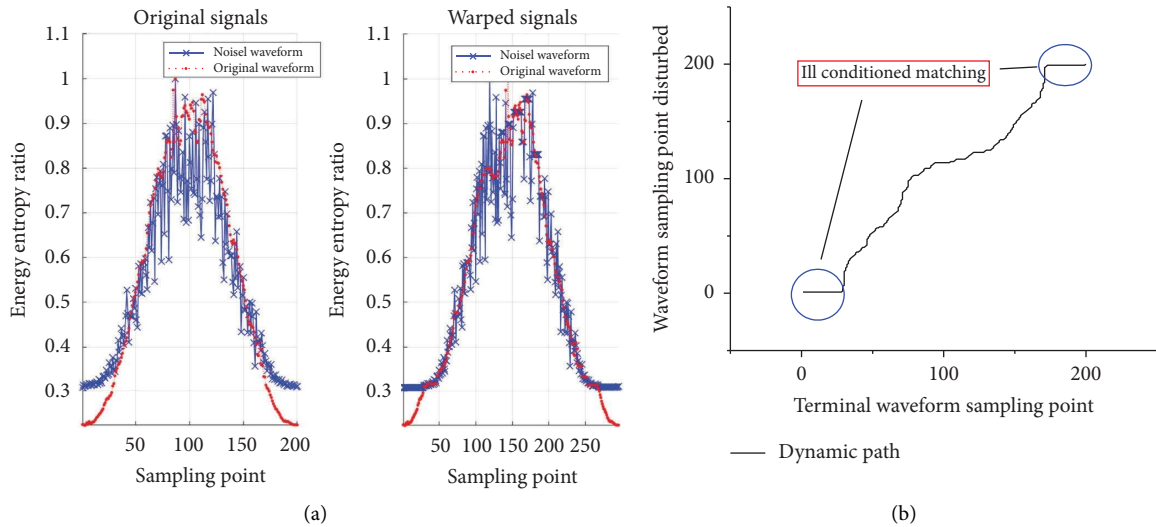 Original signals
1.1
1
0.9
0.8
0.7
0.6
0.5
0.4
0.3
Energy entropy ratio
Noisel waveform
Original waveform
50
100
150
200
Sampling point
Warped signals
1.1
1
0.9
0.8
0.7
0.6
0.5
0.4
0.3
Energy entropy ratio
Noisel waveform
Original waveform
50
100
150
200
250
Sampling point
(a)
200
100
0
Waveform sampling point disturbed
Ill conditioned matching
0
100
200
Terminal waveform sampling point
Dynamic path
(b)